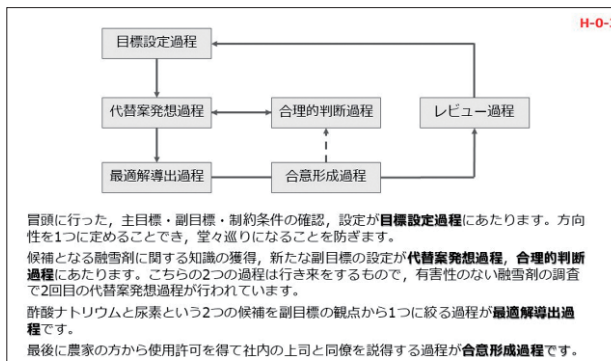 H-0-
目標設定過程
代替案発想過程
合理的判断過程
レビュー過程
最適解導出過程
合意形成過程
冒頭に行った，主目標・副目標・制約条件の確認，設定が目標設定過程にあたります。方向
性を1つに定めることでき，堂々巡りになることを防ぎます。
候補となる融雪剤に関する知識の獲得，新たな副目標の設定が代替案発想過程，合理的判断
過程にあたります。こちらの2つの過程は行き来をするもので，有害性のない融雪剤の調査
で2回目の代替案発想過程が行われています。
酢酸ナトリウムと尿素という2つの候補を副目標の観点から1つに絞る過程が最適解導出過
程です。
最後に農家の方から使用許可を得て社内の上司と同僚を説得する過程が合意形成過程です。